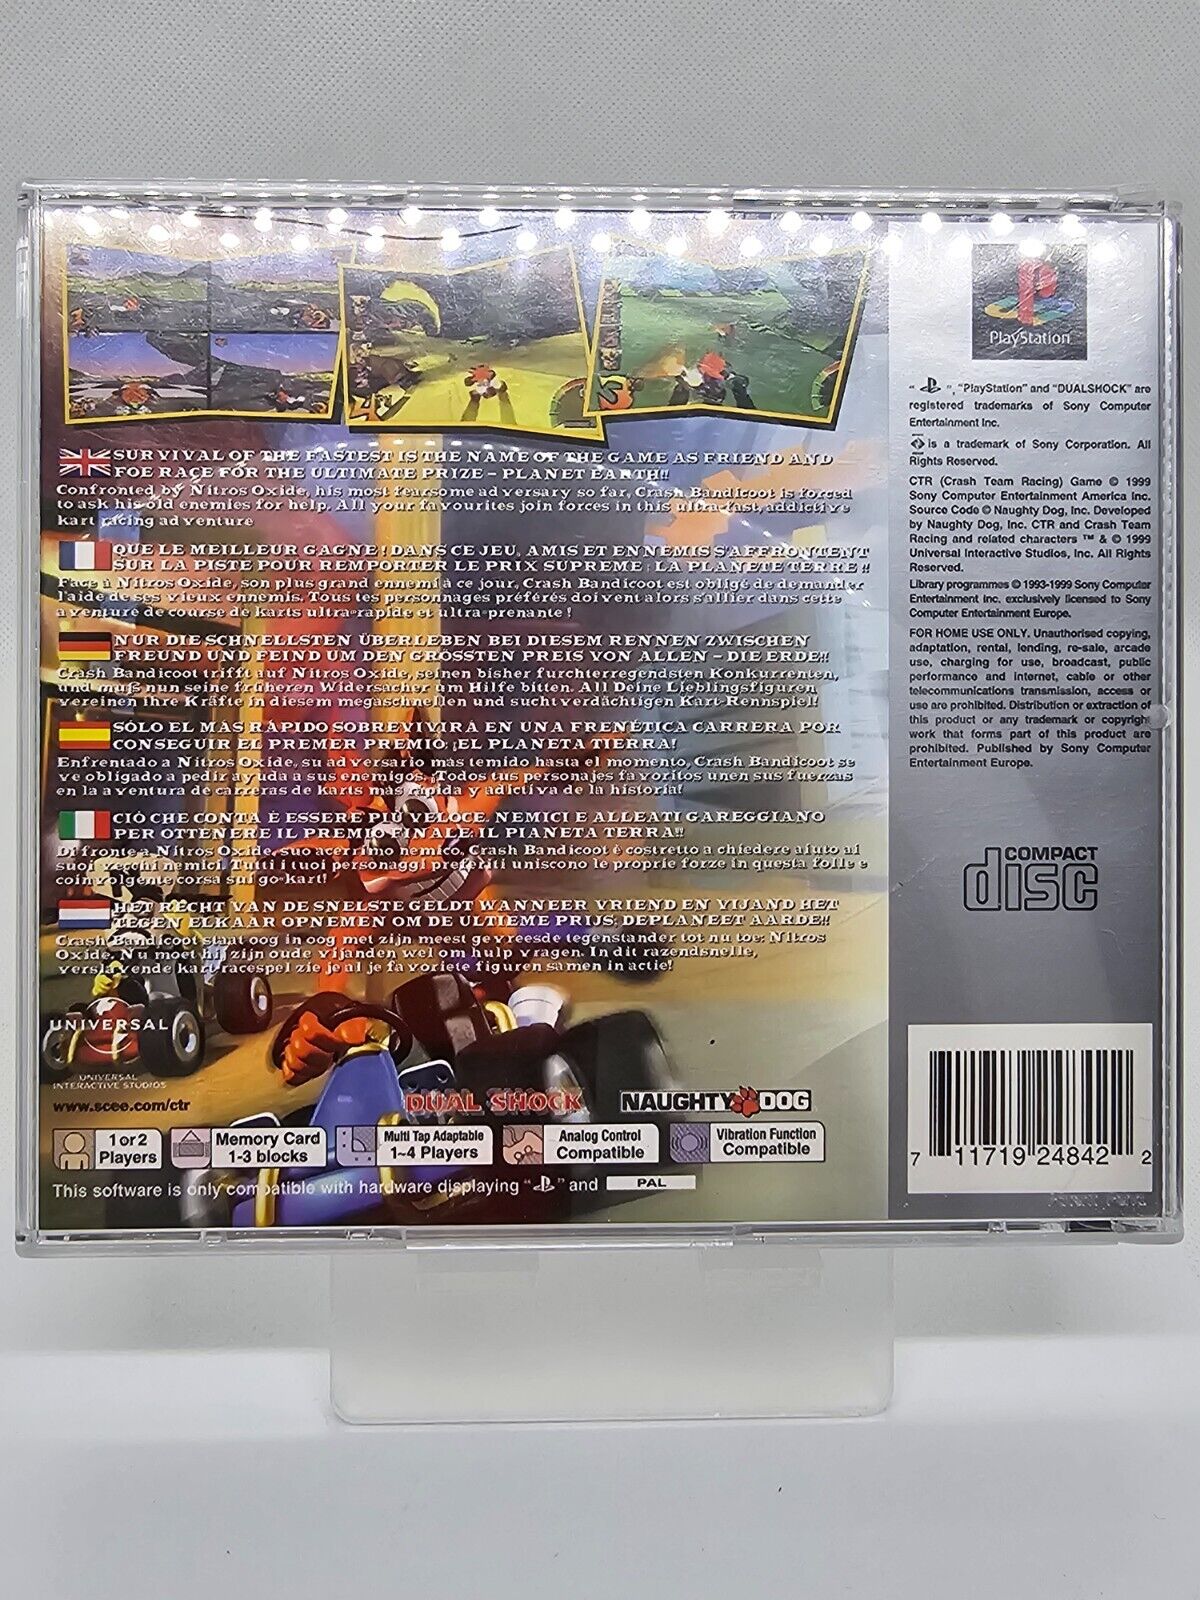 SURVIVAL OF THE FASTEST IS THE NAME OF THE GAME AS FRIEND AND
FOE RACE FOR THE ULTIMATE PRIZE – PLANET EARTH!!
Confronted by Nitros Oxide, his most fearsome adversary so far, Crash Bandicoot is forced
to ask his old enemies for help. All your favourites join forces in this ultra-fast, addictive
kart racing adventure
QUE LE MEILLEUR GAGNE! DANS CE JEU, AMIS ET ENNEMIS S'AFFRONTENT
SUR LA PISTE POUR REMPORTER LE PRIX SUPREME : LA PLANETE TERRE !!
Face à Nitros Oxide, son plus grand ennemi à ce jour, Crash Bandicoot est obligé de demander
l'aide de ses vieux ennemis. Tous tes personnages préférés doivent alors s'allier dans cette
aventure de course de karts ultra-rapide et ultra-prenante !
NUR DIE SCHNELLSTEN ÜBERLEBEN BEI DIESEM RENNEN ZWISCHEN
FREUND UND FEIND UM DEN GRÖSSTEN PREIS VON ALLEN – DIE ERDE!!
Crash Bandicoot trifft auf Nitros Oxide, seinen bisher furchterregendsten Konkurrenten,
und muß nun seine früheren Widersacher um Hilfe bitten. All Deine Lieblingsfiguren
vereinen Ihre Kräfte in diesem megaschnellen und suchtverdächtigen Kart-Rennspiel!
SÓLO EL MÁS RÁPIDO SOBREVIVIRÁ EN UNA FRENÉTICA CARRERA POR
CONSEGUIR EL PREMER PREMIO: ¡EL PLANETA TIERRA!
Enfrentado a Nitros Oxide, su adversario más temido hasta el momento, Crash Bandicoot se
ve obligado a pedir ayuda a sus enemigos. ¡Todos tus personajes favoritos unen sus fuerzas
en la aventura de carreras de karts más rápida y adictiva de la historia!
CIÒ CHE CONTA È ESSERE PIÙ VELOCE. NEMICI E ALLEATI GAREGGIANO
PER OTTENERE IL PREMIO FINALE: IL PIANETA TERRA!!
Di fronte a Nitros Oxide, suo acerrimo nemico, Crash Bandicoot è costretto a chiedere aiuto ai
suoi vecchi nemici. Tutti i tuoi personaggi preferiti uniscono le proprie forze in questa folle e
coinvolgente corsa sui go-kart!
HET RECHT VAN DE SNELSTE GELDT WANNEER VRIEND EN VIJAND HET
TEGEN ELKAAR OPNEMEN OM DE ULTIEME PRIJS: DE PLANEET AARDE!!
Crash Bandicoot staat oog in oog met zijn meest gevreesde tegenstander tot nu toe: Nitros
Oxide. Nu moet hij zijn oude vijanden wel om hulp vragen. In dit razendsnelle,
verslavende kart-racespel zie je al je favoriete figuren samen in actie!
UNIVERSAL
UNIVERSAL
INTERACTIVE STUDIOS
www.scee.com/ctr
DUAL SHOCK
NAUGHTY DOG
1 or 2
Players
Memory Card
1-3 blocks
Multi Tap Adaptable
1~4 Players
Analog Control
Compatible
Vibration Function
Compatible
This software is only compatible with hardware displaying " " and PAL
PlayStation
" ", "PlayStation" and "DUALSHOCK" are
registered trademarks of Sony Computer
Entertainment Inc.
is a trademark of Sony Corporation. All
Rights Reserved.
CTR (Crash Team Racing) Game © 1999
Sony Computer Entertainment America Inc.
Source Code © Naughty Dog, Inc. Developed
by Naughty Dog, Inc. CTR and Crash Team
Racing and related characters ™ & © 1999
Universal Interactive Studios, Inc. All Rights
Reserved.
Library programmes © 1993-1999 Sony Computer
Entertainment Inc. exclusively licensed to Sony
Computer Entertainment Europe.
FOR HOME USE ONLY. Unauthorised copying,
adaptation, rental, lending, re-sale, arcade
use, charging for use, broadcast, public
performance and internet, cable or other
telecommunications transmission, access or
use are prohibited. Distribution or extraction of
this product or any trademark or copyright
work that forms part of this product are
prohibited. Published by Sony Computer
Entertainment Europe.
COMPACT
disc
7 11719 24842 2